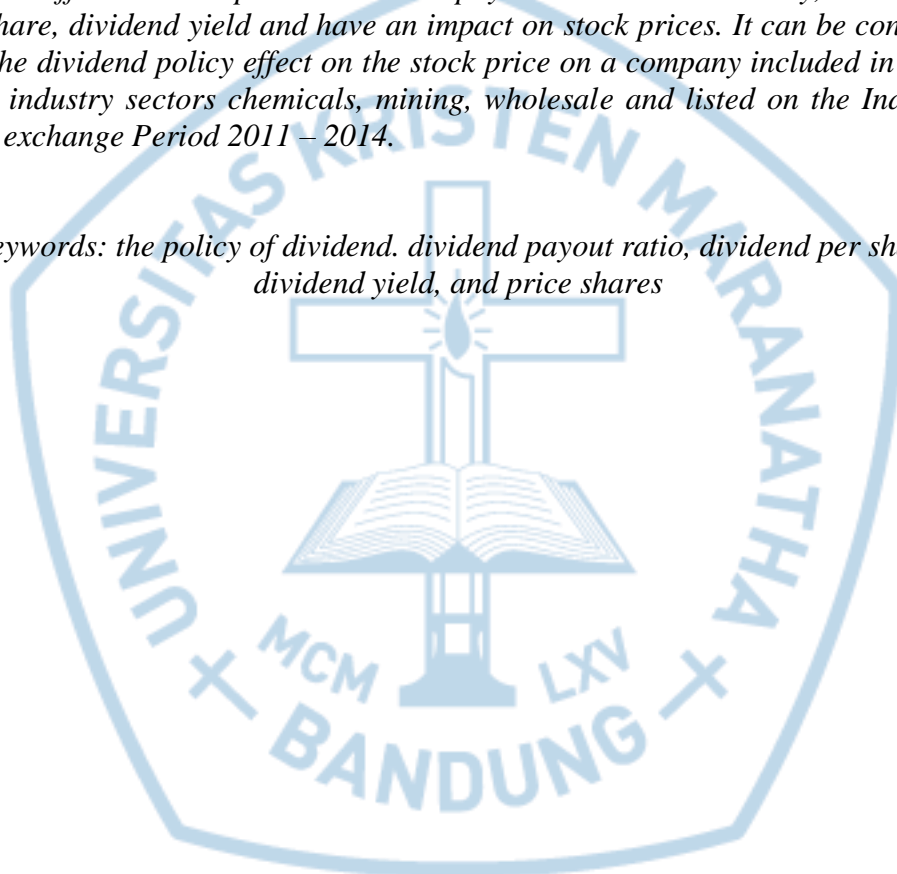 share, dividend yield and have an impact on stock prices. It can be con
he dividend policy effect on the stock price on a company included in
industry sectors chemicals, mining, wholesale and listed on the Ind
exchange Period 2011 – 2014.
eywords: the policy of dividend. dividend payout ratio, dividend per sh
dividend yield, and price shares
UNIVERSITAS KRISTEN MARANATHA
MCM LXV
BANDUNG